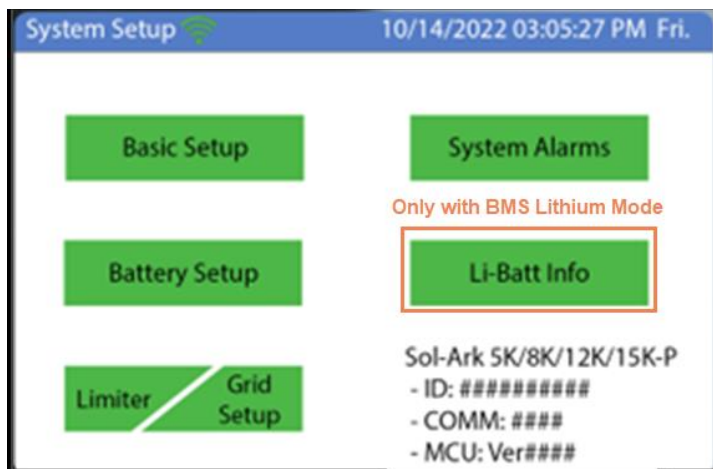 System Setup 10/14/2022 03:05:27 PM Fri.
Basic Setup
System Alarms
Only with BMS Lithium Mode
Battery Setup
Li-Batt Info
Limiter
Grid
Setup
Sol-Ark 5K/8K/12K/15K-P
- ID: ##########
- COMM: ####
- MCU: Ver####